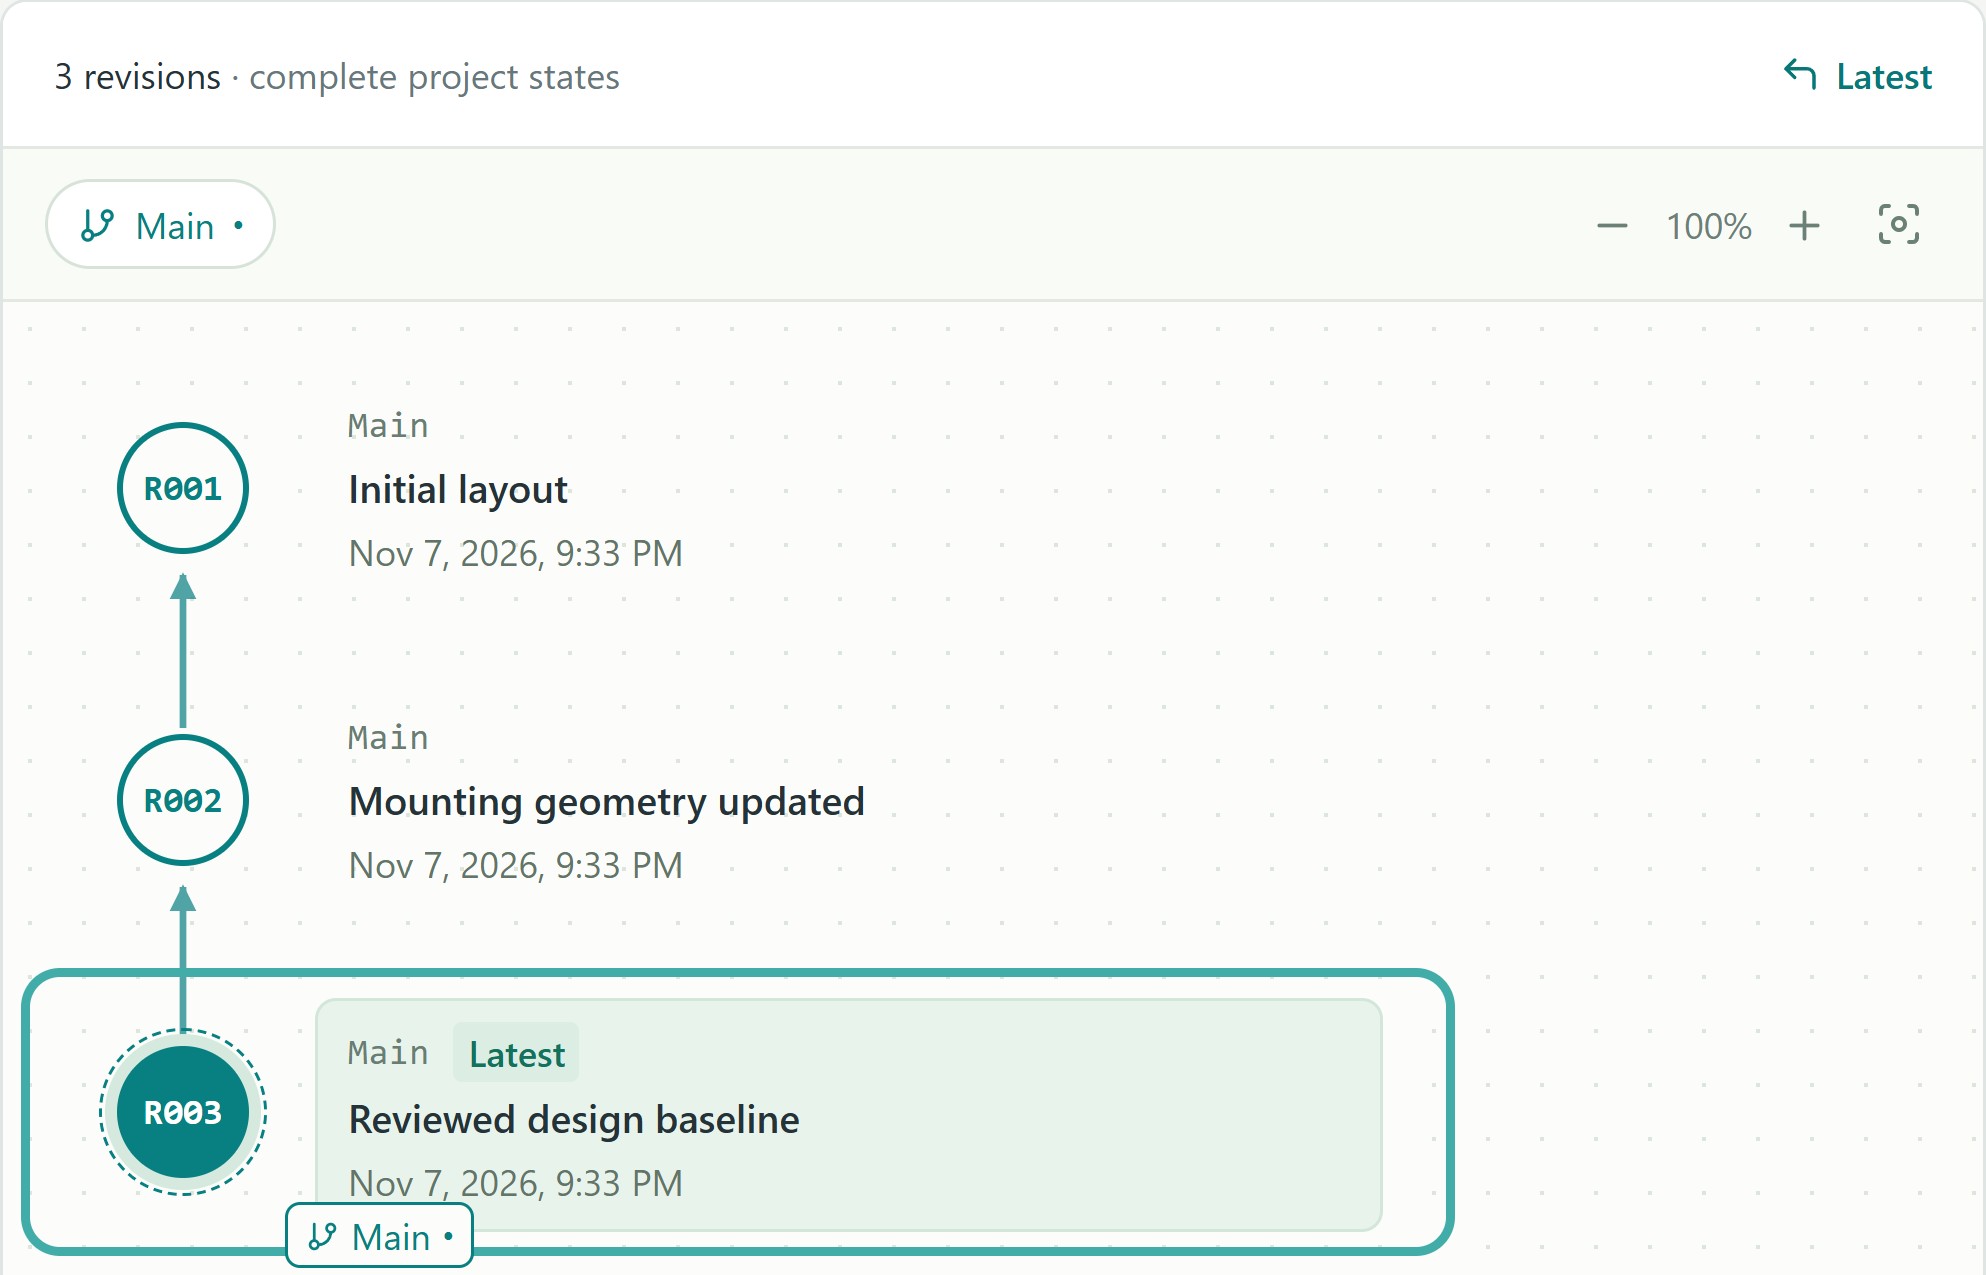 3 revisions · complete project states
Latest
Main •
100%
Main
R001
Initial layout
Nov 7, 2026, 9:33 PM
Main
R002
Mounting geometry updated
Nov 7, 2026, 9:33 PM
Main Latest
R003
Reviewed design baseline
Nov 7, 2026, 9:33 PM
Main •